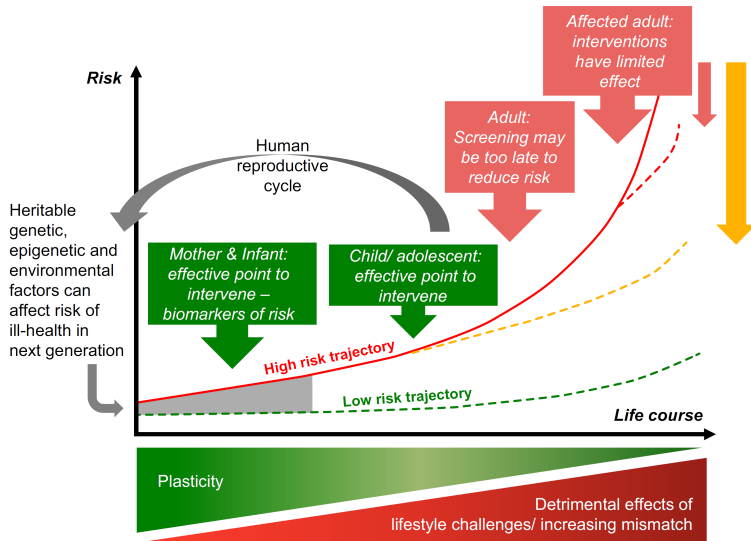 Risk
Affected adult:
interventions
have limited
effect
Adult:
Screening may
be too late to
reduce risk
Human
reproductive
cycle
Heritable
genetic,
epigenetic and
environmental
factors can
affect risk of
ill-health in
next generation
Mother & Infant:
effective point to
intervene –
biomarkers of risk
Child/ adolescent:
effective point to
intervene
High risk trajectory
Low risk trajectory
Life course
Plasticity
Detrimental effects of
lifestyle challenges/ increasing mismatch